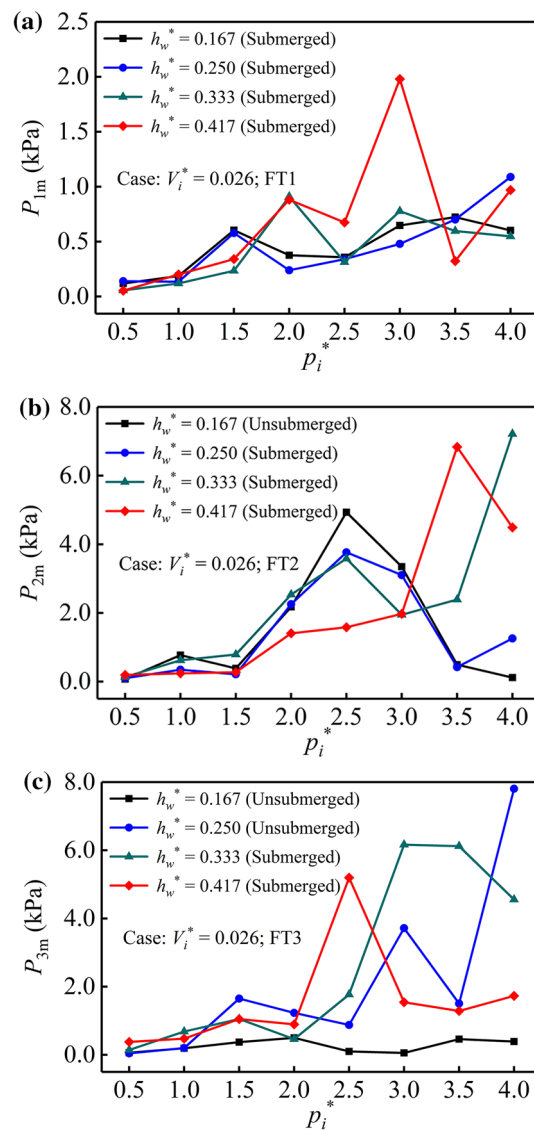 (a)
2.5
2.0
1.5
1.0
0.5
0.0
P1m (kPa)
hw* = 0.167 (Submerged)
hw* = 0.250 (Submerged)
hw* = 0.333 (Submerged)
hw* = 0.417 (Submerged)
Case: Vi* = 0.026; FT1
0.5 1.0 1.5 2.0 2.5 3.0 3.5 4.0
pi*
(b)
8.0
6.0
4.0
2.0
0.0
P2m (kPa)
hw* = 0.167 (Unsubmerged)
hw* = 0.250 (Submerged)
hw* = 0.333 (Submerged)
hw* = 0.417 (Submerged)
Case: Vi* = 0.026; FT2
0.5 1.0 1.5 2.0 2.5 3.0 3.5 4.0
pi*
(c)
8.0
6.0
4.0
2.0
0.0
P3m (kPa)
hw* = 0.167 (Unsubmerged)
hw* = 0.250 (Unsubmerged)
hw* = 0.333 (Submerged)
hw* = 0.417 (Submerged)
Case: Vi* = 0.026; FT3
0.5 1.0 1.5 2.0 2.5 3.0 3.5 4.0
pi*